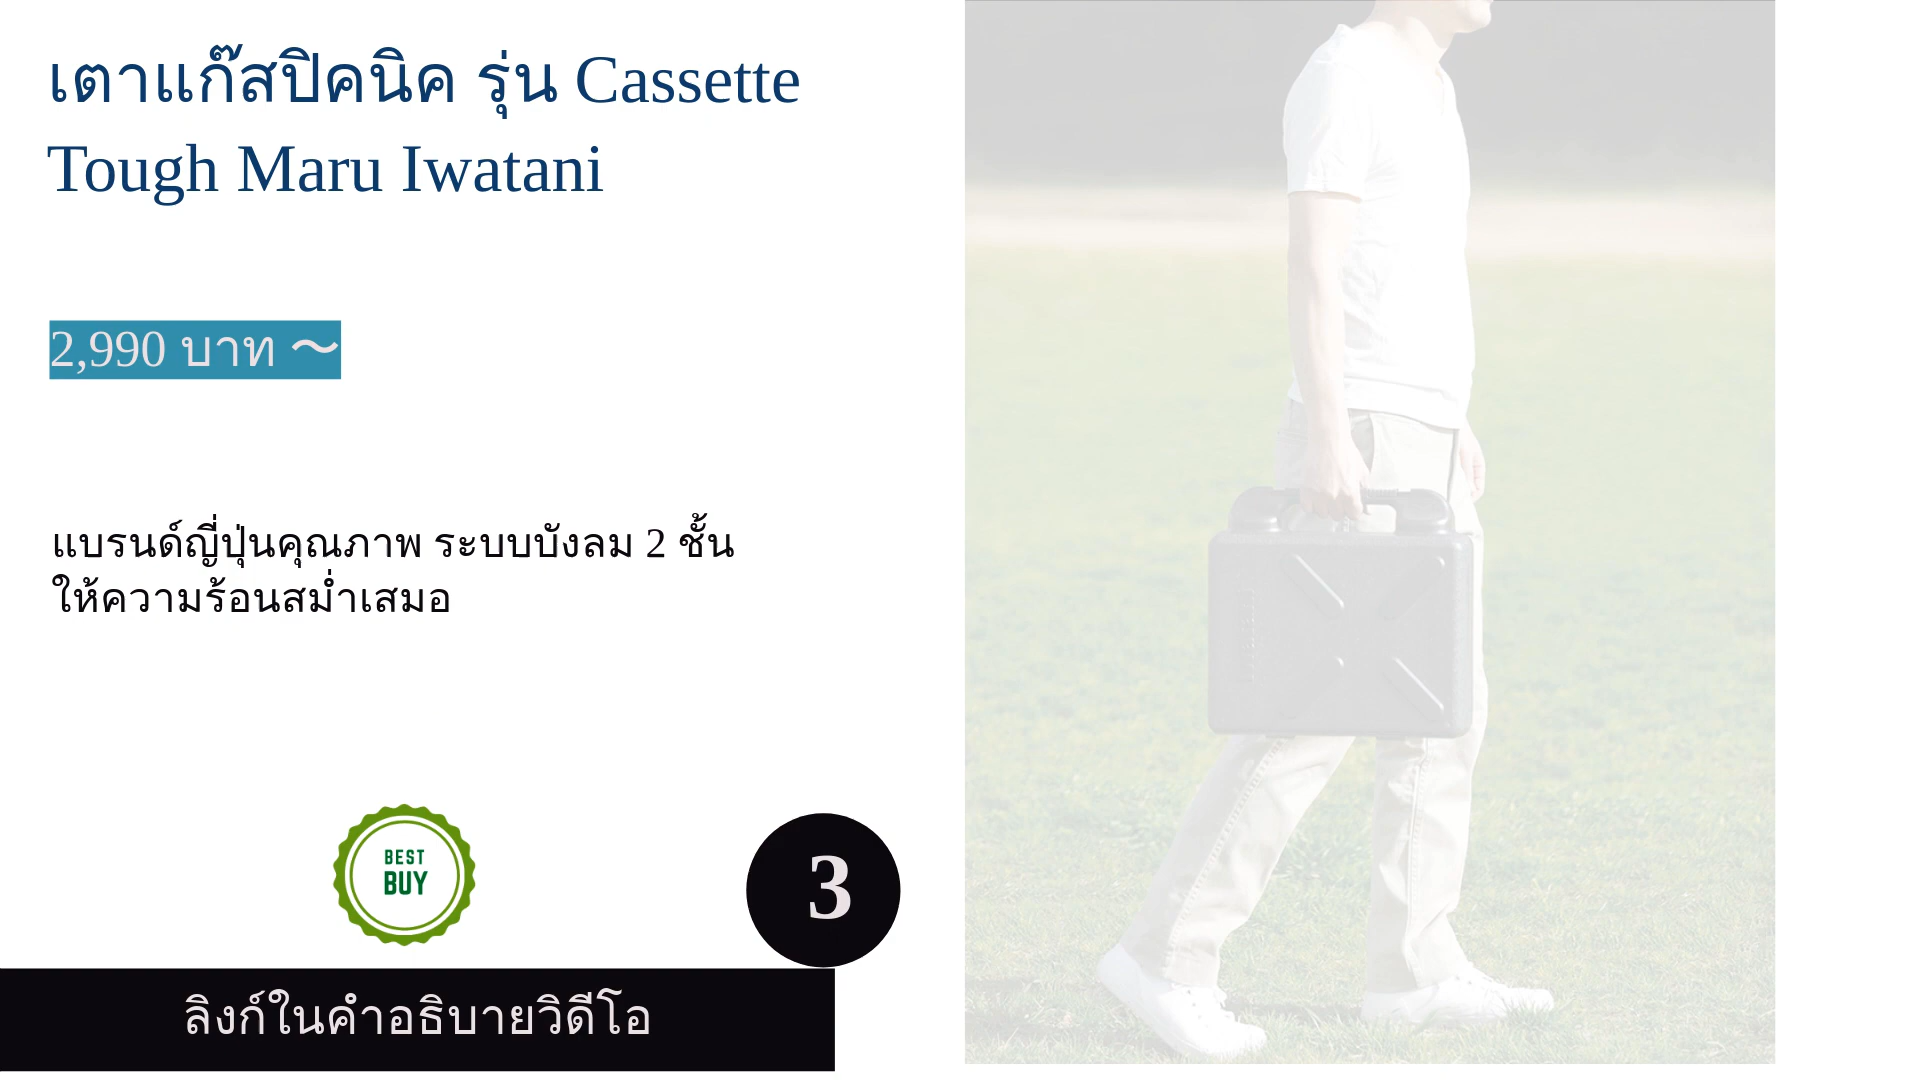 เตาแก๊สปิคนิค รุ่น Cassette
Tough Maru Iwatani
2,990 บาท 〜
แบรนด์ญี่ปุ่นคุณภาพ ระบบบังลม 2 ชั้น
ให้ความร้อนสม่ำเสมอ
BEST
BUY
3
ลิงก์ในคำอธิบายวิดีโอ